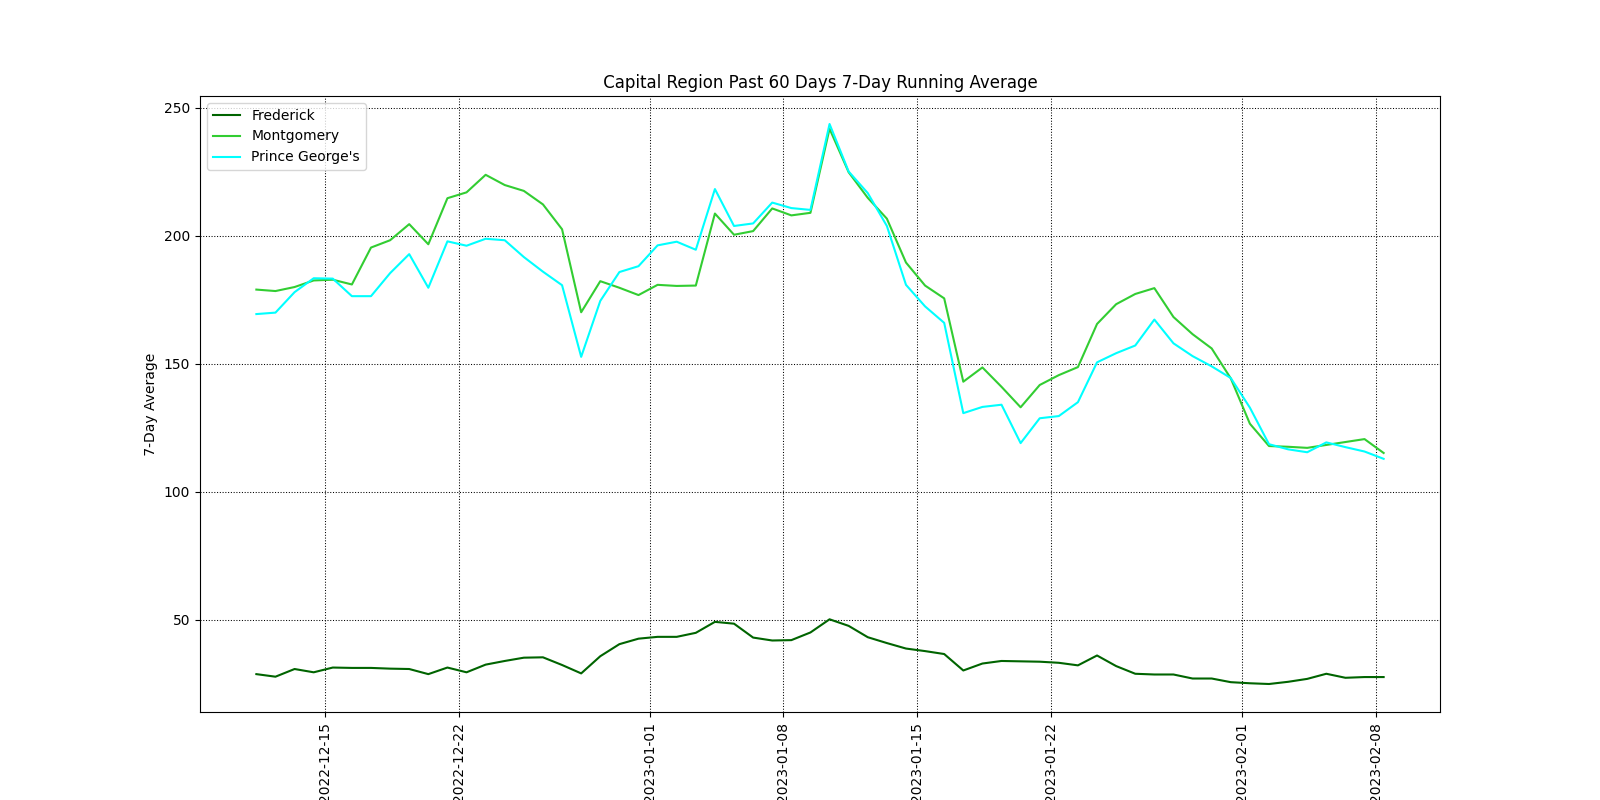 Capital Region Past 60 Days 7-Day Running Average
Frederick
Montgomery
Prince George's
7-Day Average
250
200
150
100
50
2022-12-15
2022-12-22
2023-01-01
2023-01-08
2023-01-15
2023-01-22
2023-02-01
2023-02-08